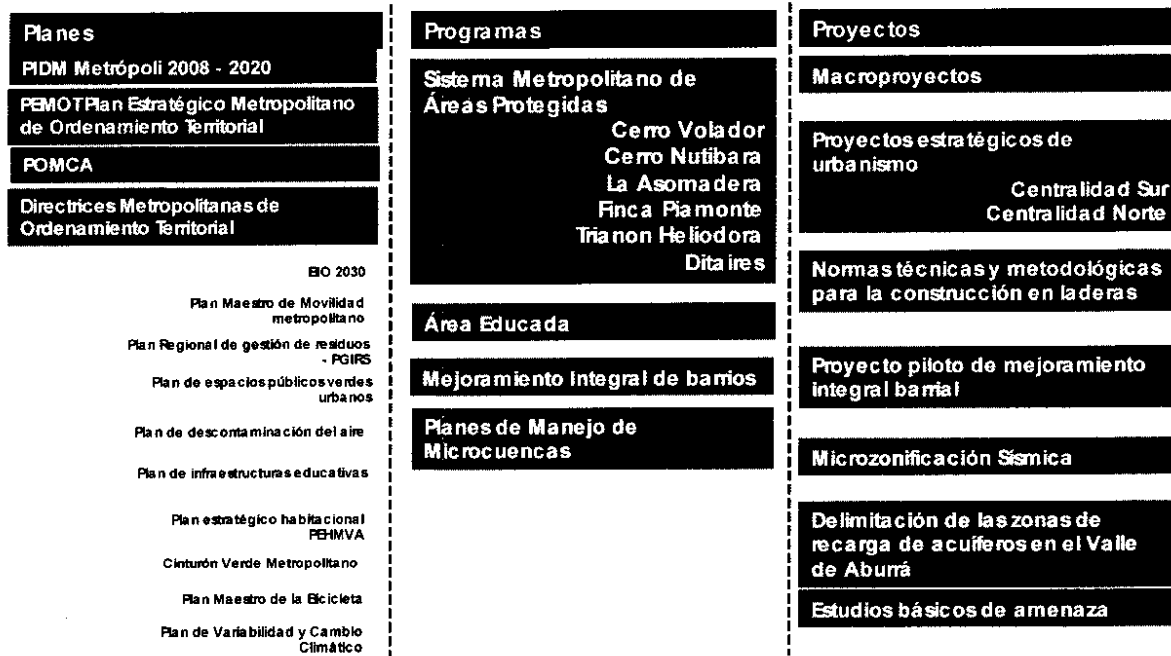 Planes
PIDM Metrópoli 2008 - 2020
PEMOTPlan Estratégico Metropolitano
de Ordenamiento Territorial
POMCA
Directrices Metropolitanas de
Ordenamiento Territorial
BIO 2030
Plan Maestro de Movilidad
metropolitano
Plan Regional de gestión de residuos
- PGIRS
Plan de espacios públicos verdes
urbanos
Plan de descontaminación del aire
Plan de infraestructuras educativas
Plan estratégico habitacional
PEHMVA
Cinturón Verde Metropolitano
Plan Maestro de la Bicicleta
Plan de Variabilidad y Cambio
Climático
Programas
Sistema Metropolitano de
Áreas Protegidas
Cerro Volador
Cerro Nutibara
La Asomadera
Finca Piamonte
Trianon Heliodora
Ditaires
Área Educada
Mejoramiento Integral de barrios
Planes de Manejo de
Microcuencas
Proyectos
Macroproyectos
Proyectos estratégicos de
urbanismo
Centralidad Sur
Centralidad Norte
Normas técnicas y metodológicas
para la construcción en laderas
Proyecto piloto de mejoramiento
integral barrial
Microzonificación Sísmica
Delimitación de las zonas de
recarga de acuíferos en el Valle
de Aburrá
Estudios básicos de amenaza